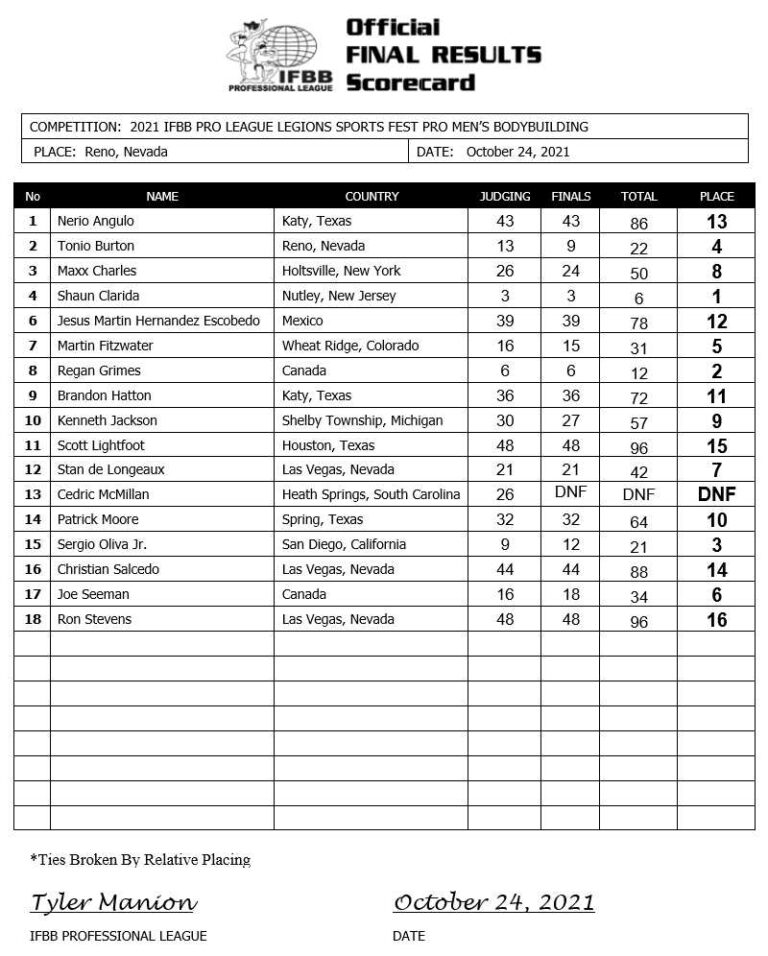 Official
FINAL RESULTS
IFBB
PROFESSIONAL LEAGUE
Scorecard
COMPETITION: 2021 IFBB PRO LEAGUE LEGIONS SPORTS FEST PRO MEN'S BODYBUILDING
PLACE: Reno, Nevada DATE: October 24, 2021
No NAME COUNTRY JUDGING FINALS TOTAL PLACE
1 Nerio Angulo Katy, Texas 43 43 86 13
2 Tonio Burton Reno, Nevada 13 9 22 4
3 Maxx Charles Holtsville, New York 26 24 50 8
4 Shaun Clarida Nutley, New Jersey 3 3 6 1
6 Jesus Martin Hernandez Escobedo Mexico 39 39 78 12
7 Martin Fitzwater Wheat Ridge, Colorado 16 15 31 5
8 Regan Grimes Canada 6 6 12 2
9 Brandon Hatton Katy, Texas 36 36 72 11
10 Kenneth Jackson Shelby Township, Michigan 30 27 57 9
11 Scott Lightfoot Houston, Texas 48 48 96 15
12 Stan de Longeaux Las Vegas, Nevada 21 21 42 7
13 Cedric McMillan Heath Springs, South Carolina 26 DNF DNF DNF
14 Patrick Moore Spring, Texas 32 32 64 10
15 Sergio Oliva Jr. San Diego, California 9 12 21 3
16 Christian Salcedo Las Vegas, Nevada 44 44 88 14
17 Joe Seeman Canada 16 18 34 6
18 Ron Stevens Las Vegas, Nevada 48 48 96 16
*Ties Broken By Relative Placing
Tyler Manion October 24, 2021
IFBB PROFESSIONAL LEAGUE DATE